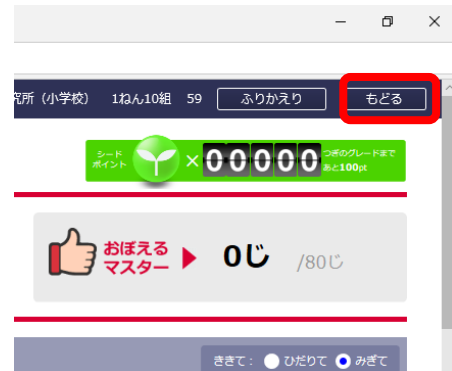 究所（小学校） 1ねん10組 59 ふりかえり もどる
シード
ポイント × 00000 つぎのグレードまで
あと100pt
おぼえる
マスター 0じ /80じ
ききて： ひだりて みぎて